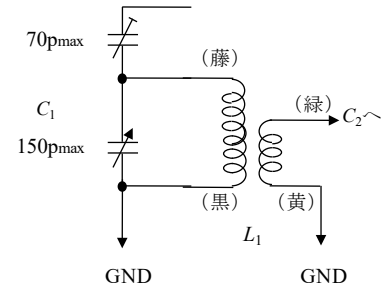 70pmax
（藤）
C1
（緑）
C2へ
150pmax
（黒）
（黄）
L1
GND
GND